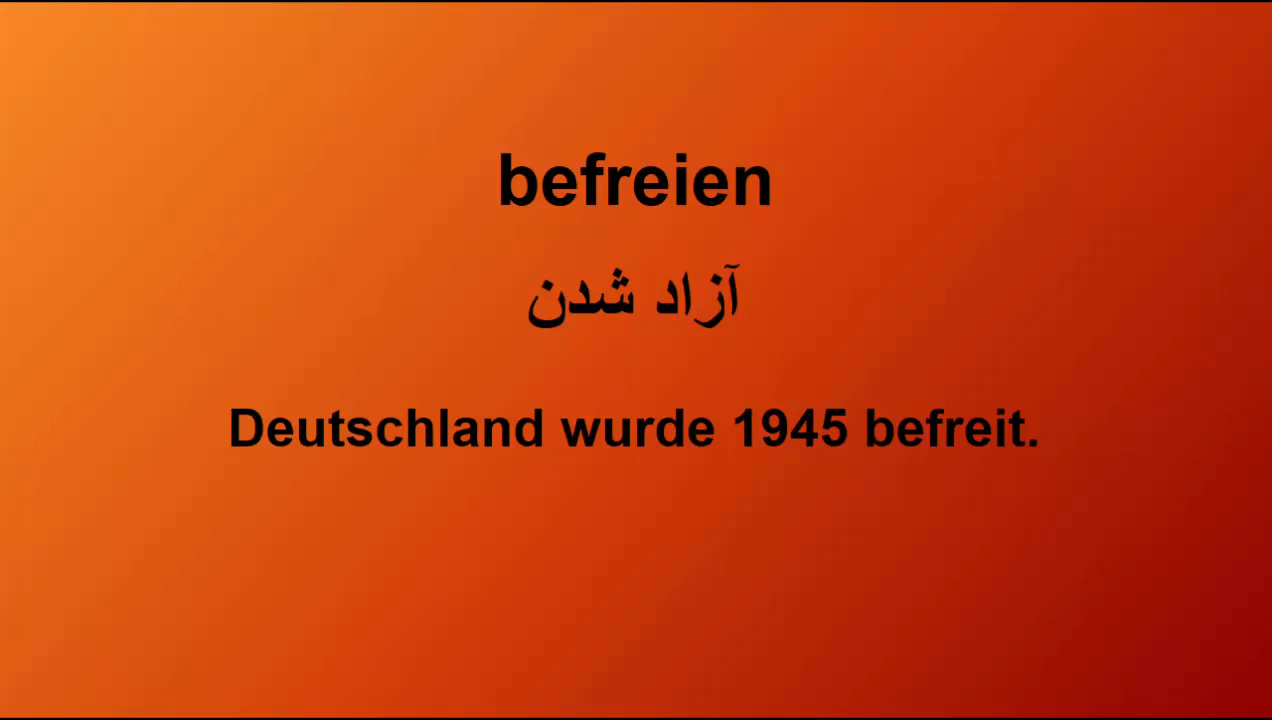 befreien
آزاد شدن
Deutschland wurde 1945 befreit.